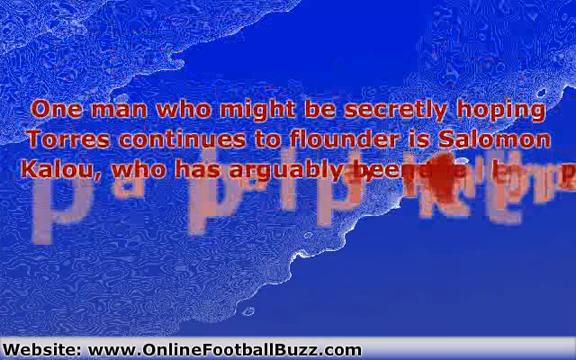 One man who might be secretly hoping
Torres continues to flounder is Salomon
Kalou, who has arguably been
Website: www.OnlineFootballBuzz.com